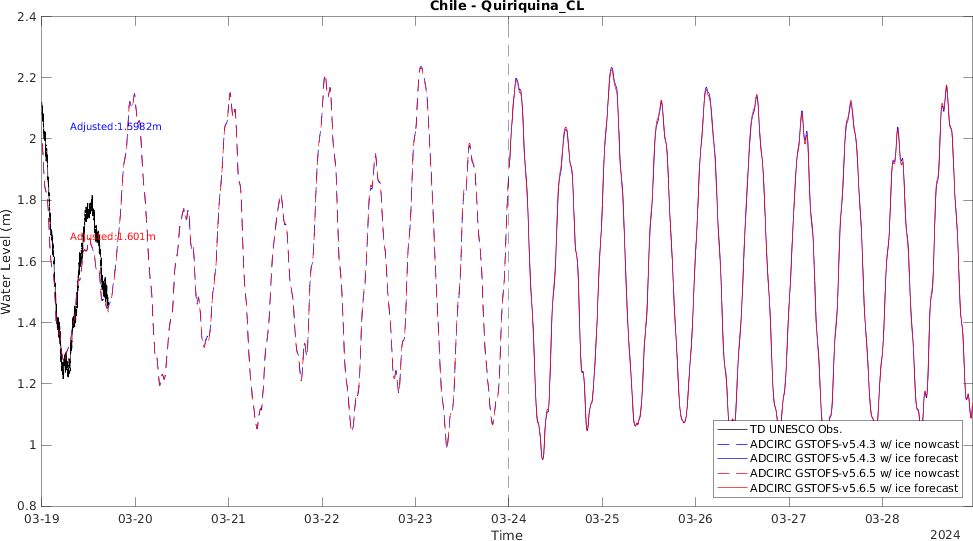 Chile - Quiriquina_CL
2.4
2.2
2
1.8
1.6
1.4
1.2
1
0.8
Water Level (m)
Adjusted:1.5982m
Adjusted:1.601m
TD UNESCO Obs.
ADCIRC GSTOFS-v5.4.3 w/ ice nowcast
ADCIRC GSTOFS-v5.4.3 w/ ice forecast
ADCIRC GSTOFS-v5.6.5 w/ ice nowcast
ADCIRC GSTOFS-v5.6.5 w/ ice forecast
03-19 03-20 03-21 03-22 03-23 03-24 03-25 03-26 03-27 03-28
Time
2024